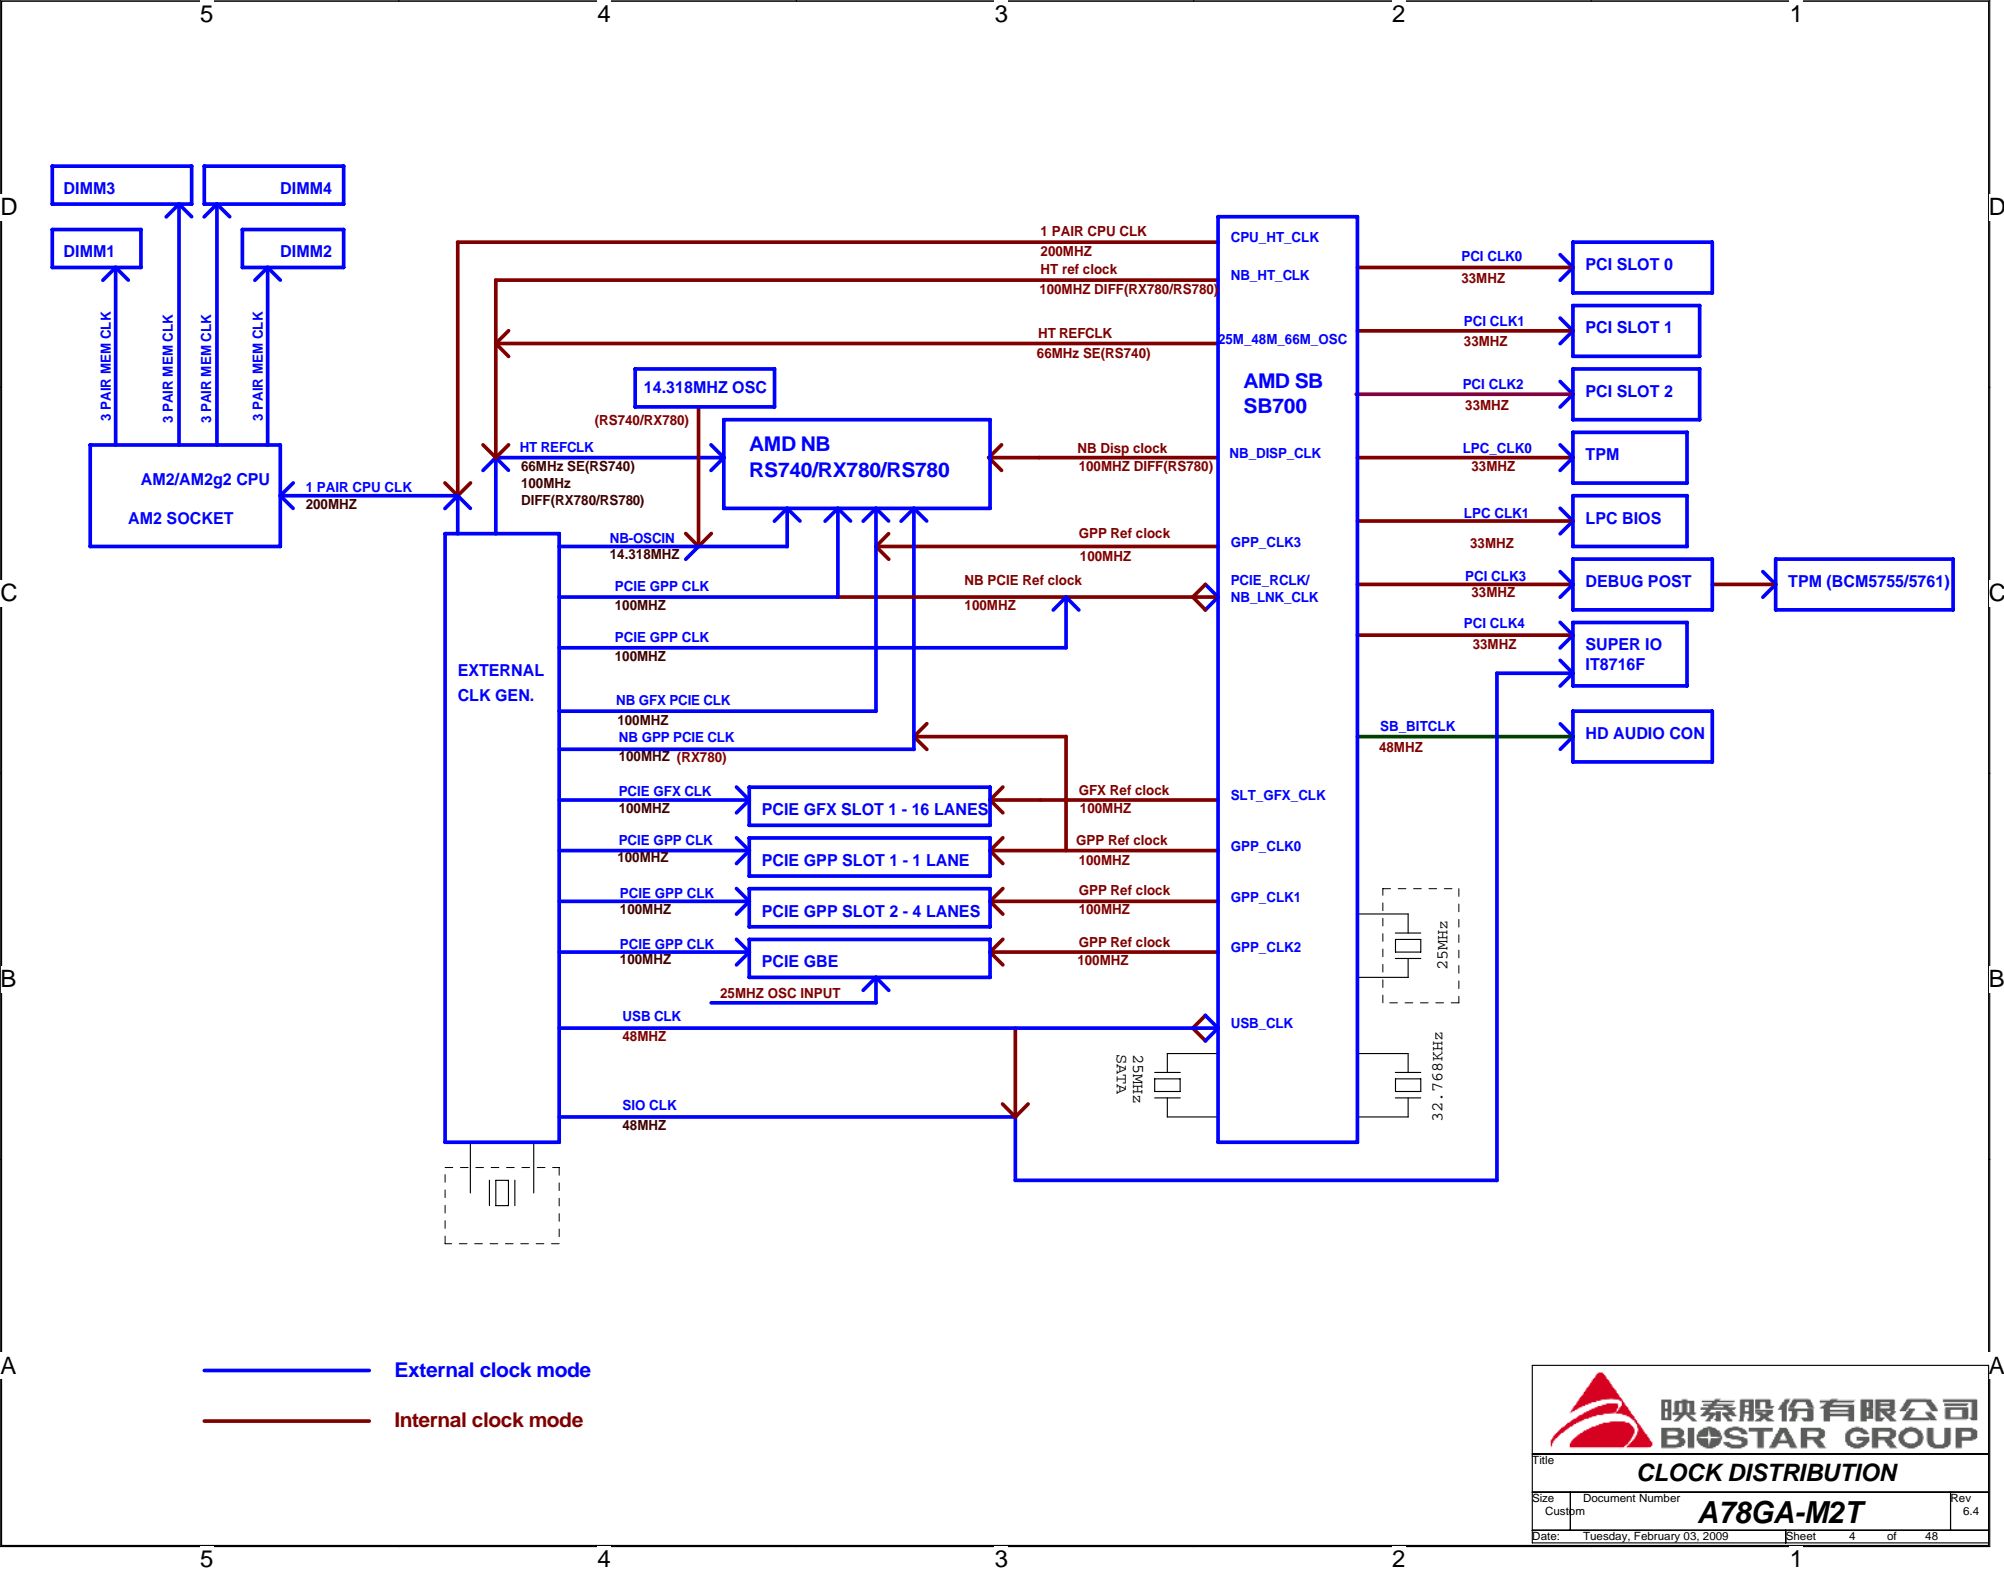 5 4 3 2 1
D D
C C
B B
A A
DIMM3
DIMM4
DIMM1
DIMM2
3 PAIR MEM CLK
3 PAIR MEM CLK
3 PAIR MEM CLK
3 PAIR MEM CLK
AM2/AM2g2 CPU
AM2 SOCKET
1 PAIR CPU CLK
200MHZ
1 PAIR CPU CLK
200MHZ
HT ref clock
100MHZ DIFF(RX780/RS780)
HT REFCLK
66MHz SE(RS740)
14.318MHZ OSC
(RS740/RX780)
HT REFCLK
66MHz SE(RS740)
100MHz
DIFF(RX780/RS780)
AMD NB
RS740/RX780/RS780
NB Disp clock
100MHZ DIFF(RS780)
NB-OSCIN
14.318MHZ
GPP Ref clock
100MHZ
PCIE GPP CLK
100MHZ
NB PCIE Ref clock
100MHZ
PCIE GPP CLK
100MHZ
EXTERNAL
CLK GEN.
NB GFX PCIE CLK
100MHZ
NB GPP PCIE CLK
100MHZ (RX780)
PCIE GFX CLK
100MHZ
PCIE GFX SLOT 1 - 16 LANES
GFX Ref clock
100MHZ
PCIE GPP CLK
100MHZ
PCIE GPP SLOT 1 - 1 LANE
GPP Ref clock
100MHZ
PCIE GPP CLK
100MHZ
PCIE GPP SLOT 2 - 4 LANES
GPP Ref clock
100MHZ
PCIE GPP CLK
100MHZ
PCIE GBE
GPP Ref clock
100MHZ
25MHZ OSC INPUT
USB CLK
48MHZ
SIO CLK
48MHZ
CPU_HT_CLK
NB_HT_CLK
25M_48M_66M_OSC
AMD SB
SB700
NB_DISP_CLK
GPP_CLK3
PCIE_RCLK/
NB_LNK_CLK
SLT_GFX_CLK
GPP_CLK0
GPP_CLK1
GPP_CLK2
USB_CLK
25MHz
SATA
25MHz
32.768KHz
PCI CLK0
33MHZ
PCI SLOT 0
PCI CLK1
33MHZ
PCI SLOT 1
PCI CLK2
33MHZ
PCI SLOT 2
LPC_CLK0
33MHZ
TPM
LPC CLK1
33MHZ
LPC BIOS
PCI CLK3
33MHZ
DEBUG POST
TPM (BCM5755/5761)
PCI CLK4
33MHZ
SUPER IO
IT8716F
SB_BITCLK
48MHZ
HD AUDIO CON
External clock mode
Internal clock mode
映泰股份有限公司
BIOSTAR GROUP
Title
CLOCK DISTRIBUTION
Size
Custom
Document Number
A78GA-M2T
Rev
6.4
Date: Tuesday, February 03, 2009
Sheet 4 of 48
5 4 3 2 1